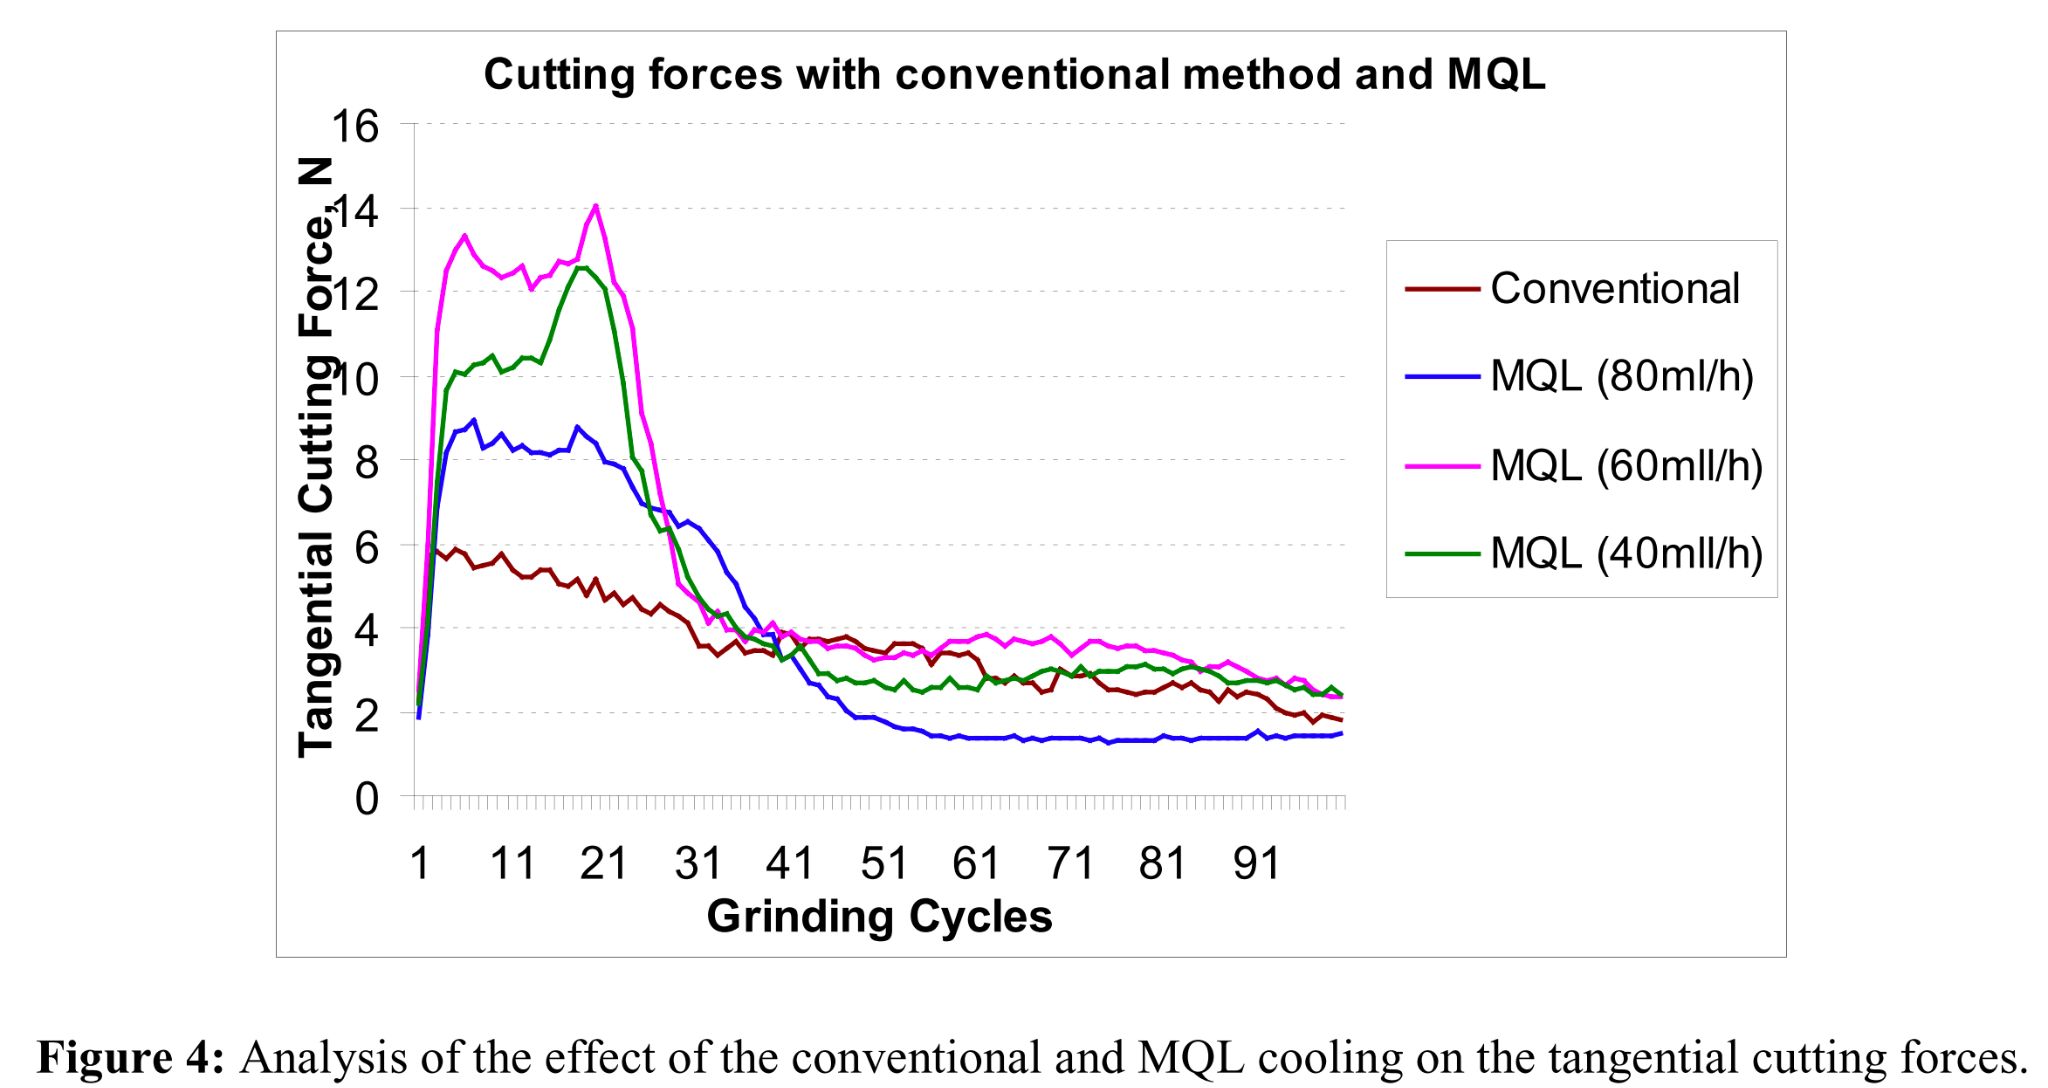 Cutting forces with conventional method and MQL
16
14
12
10
8
6
4
2
0
Tangential Cutting Force, N
1 11 21 31 41 51 61 71 81 91
Grinding Cycles
Conventional
MQL (80ml/h)
MQL (60mll/h)
MQL (40mll/h)
Figure 4: Analysis of the effect of the conventional and MQL cooling on the tangential cutting forces.